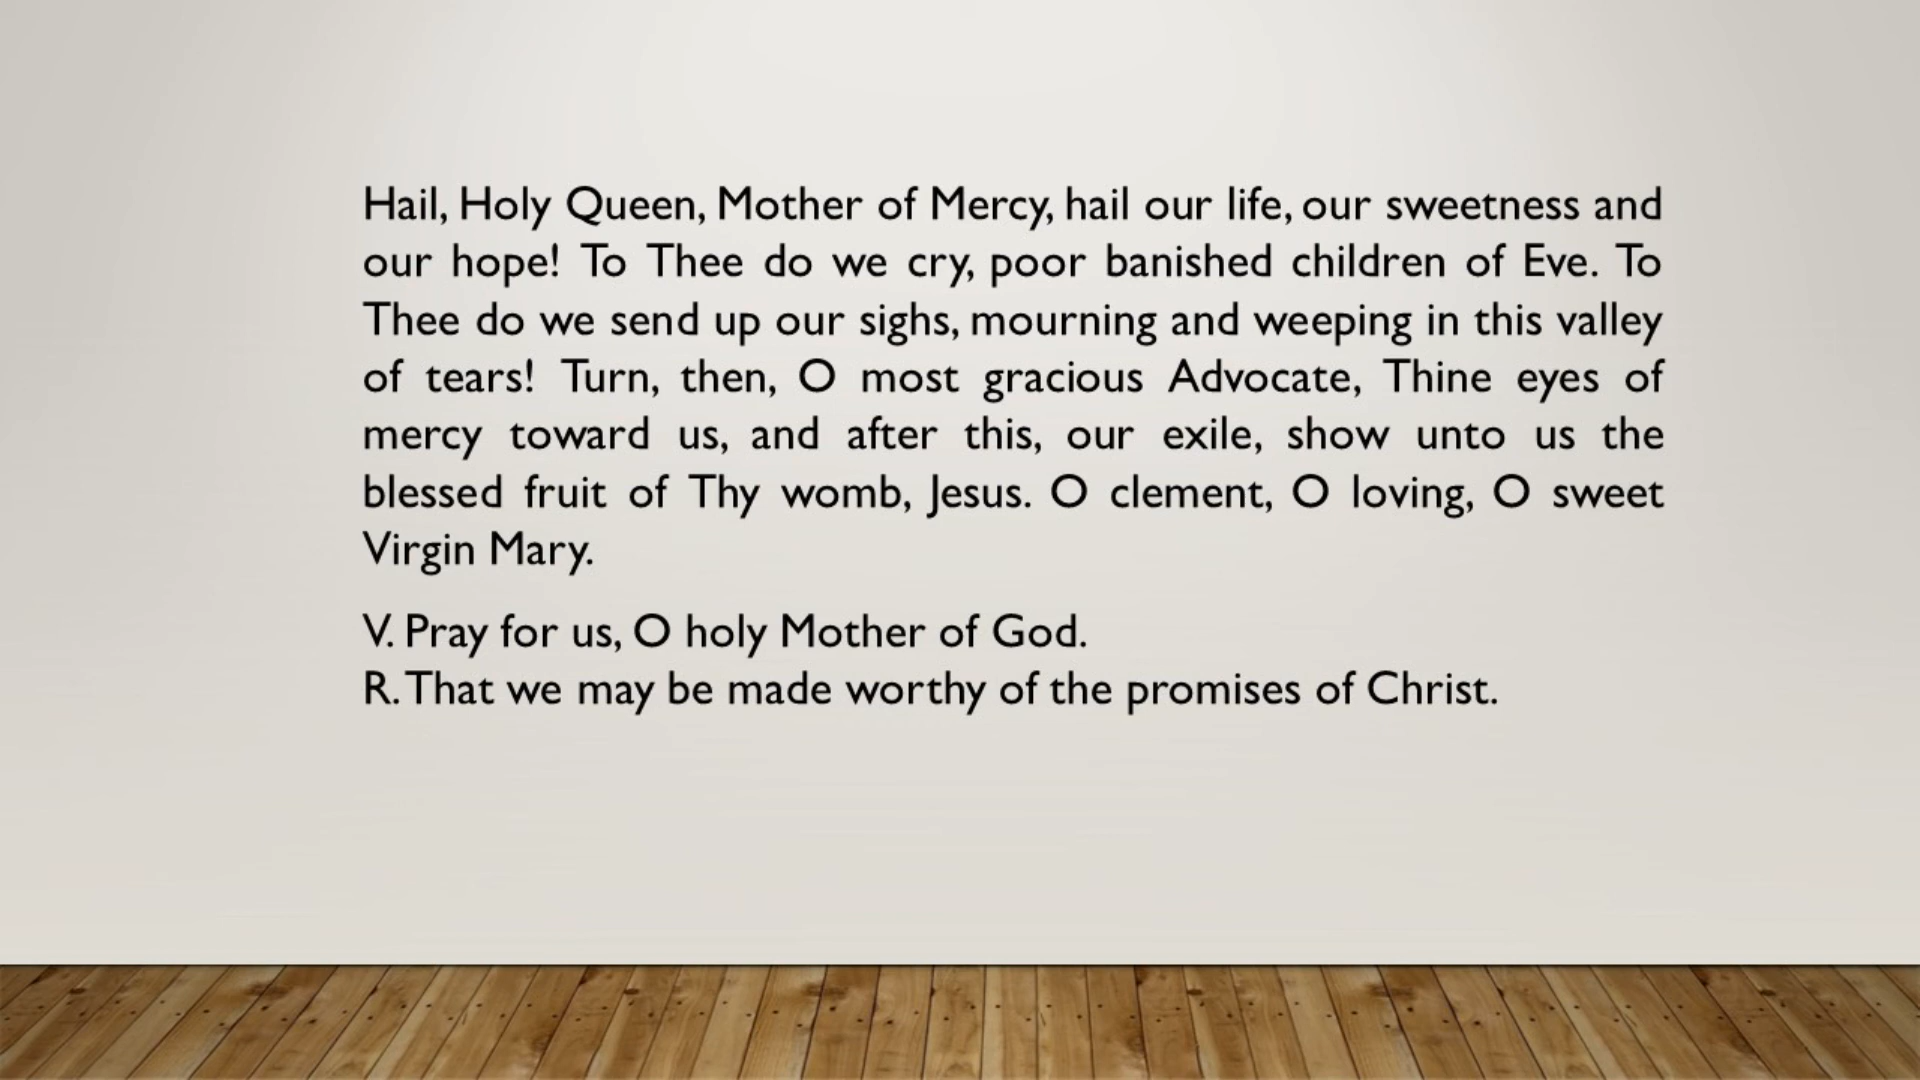 Hail, Holy Queen, Mother of Mercy, hail our life, our sweetness and
our hope! To Thee do we cry, poor banished children of Eve. To
Thee do we send up our sighs, mourning and weeping in this valley
of tears! Turn, then, O most gracious Advocate, Thine eyes of
mercy toward us, and after this, our exile, show unto us the
blessed fruit of Thy womb, Jesus. O clement, O loving, O sweet
Virgin Mary.
V. Pray for us, O holy Mother of God.
R. That we may be made worthy of the promises of Christ.